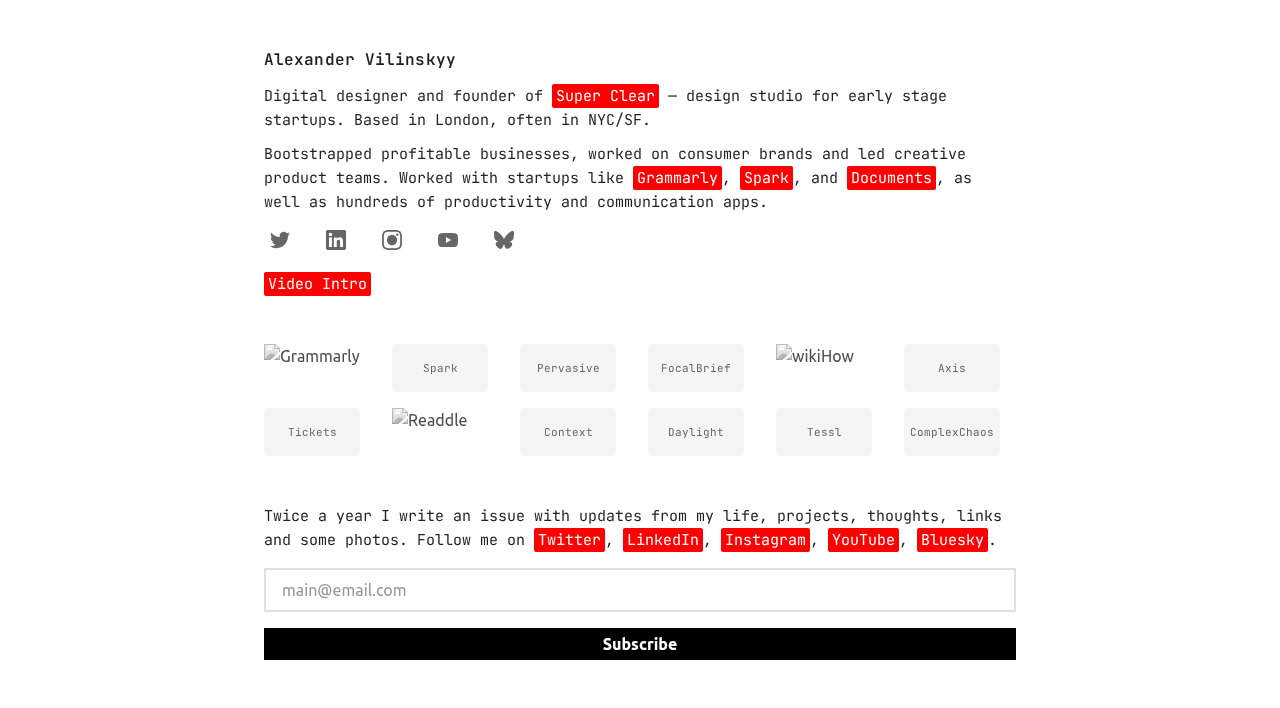 Alexander Vilinskyy
Digital designer and founder of Super Clear — design studio for early stage
startups. Based in London, often in NYC/SF.
Bootstrapped profitable businesses, worked on consumer brands and led creative
product teams. Worked with startups like Grammarly, Spark, and Documents, as
well as hundreds of productivity and communication apps.
Video Intro
Grammarly Spark Pervasive FocalBrief wikiHow Axis
Tickets Readdle Context Daylight Tessl ComplexChaos
Twice a year I write an issue with updates from my life, projects, thoughts, links
and some photos. Follow me on Twitter, LinkedIn, Instagram, YouTube, Bluesky.
main@email.com
Subscribe